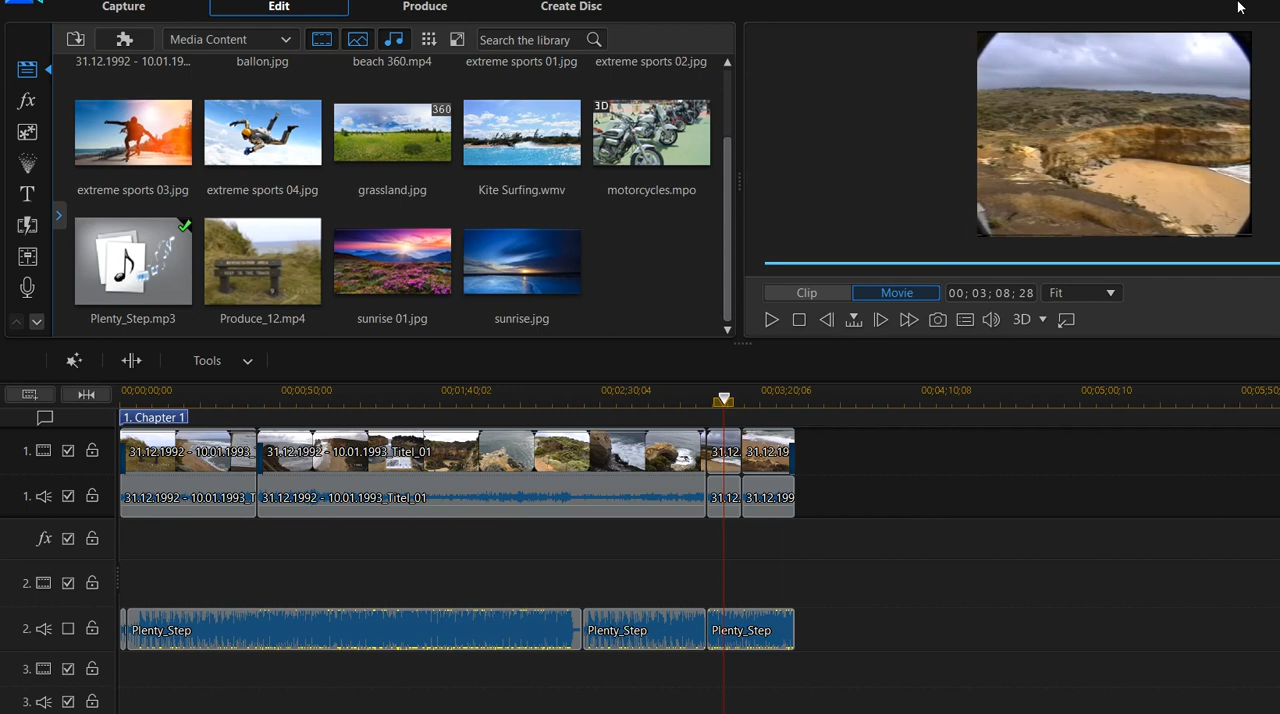 Capture Edit Produce Create Disc
Media Content Search the library
31.12.1992 - 10.01.19... ballon.jpg beach 360.mp4 extreme sports 01.jpg extreme sports 02.jpg
360 3D
extreme sports 03.jpg extreme sports 04.jpg grassland.jpg Kite Surfing.wmv motorcycles.mpo
Plenty_Step.mp3 Produce_12.mp4 sunrise 01.jpg sunrise.jpg
Clip Movie 00; 03; 08; 28 Fit
3D
fx
T
Tools
00;00;00;00 00;00;50;00 00;01;40;02 00;02;30;04 00;03;20;06 00;04;10;08 00;05;00;10 00;05;50
1. Chapter 1
1. 31.12.1992 - 10.01.1993_ 31.12.1992 - 10.01.1993_Titel_01 31.12. 31.12.19
1. 31.12.1992 - 10.01.1993_T 31.12.1992 - 10.01.1993_Titel_01 31.12. 31.12.199
fx
2.
2. Plenty_Step Plenty_Step Plenty_Step
3.
3.